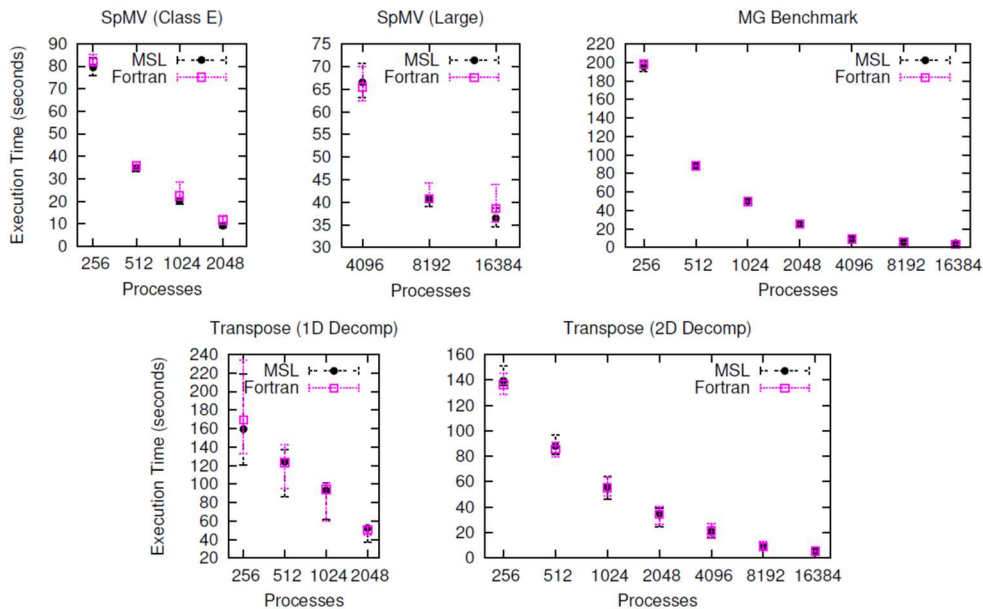 SpMV (Class E)
Execution Time (seconds)
90
80
70
60
50
40
30
20
10
0
MSL
Fortran
256 512 1024 2048
Processes
SpMV (Large)
75
70
65
60
55
50
45
40
35
30
MSL
Fortran
4096 8192 16384
Processes
MG Benchmark
220
200
180
160
140
120
100
80
60
40
20
0
MSL
Fortran
256 512 1024 2048 4096 8192 16384
Processes
Transpose (1D Decomp)
Execution Time (seconds)
240
220
200
180
160
140
120
100
80
60
40
20
MSL
Fortran
256 512 1024 2048
Processes
Transpose (2D Decomp)
160
140
120
100
80
60
40
20
0
MSL
Fortran
256 512 1024 2048 4096 8192 16384
Processes